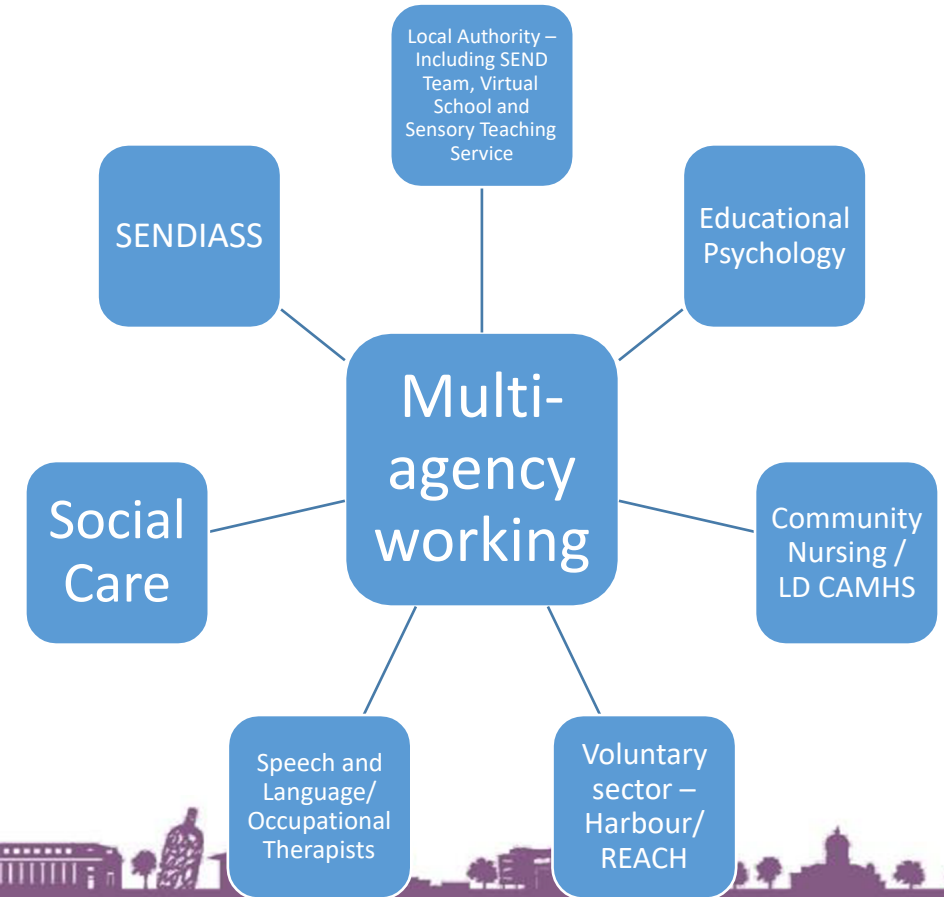 Local Authority –
Including SEND
Team, Virtual
School and
Sensory Teaching
Service
SENDIASS
Educational
Psychology
Multi-
agency
working
Social
Care
Community
Nursing /
LD CAMHS
Speech and
Language/
Occupational
Therapists
Voluntary
sector –
Harbour/
REACH